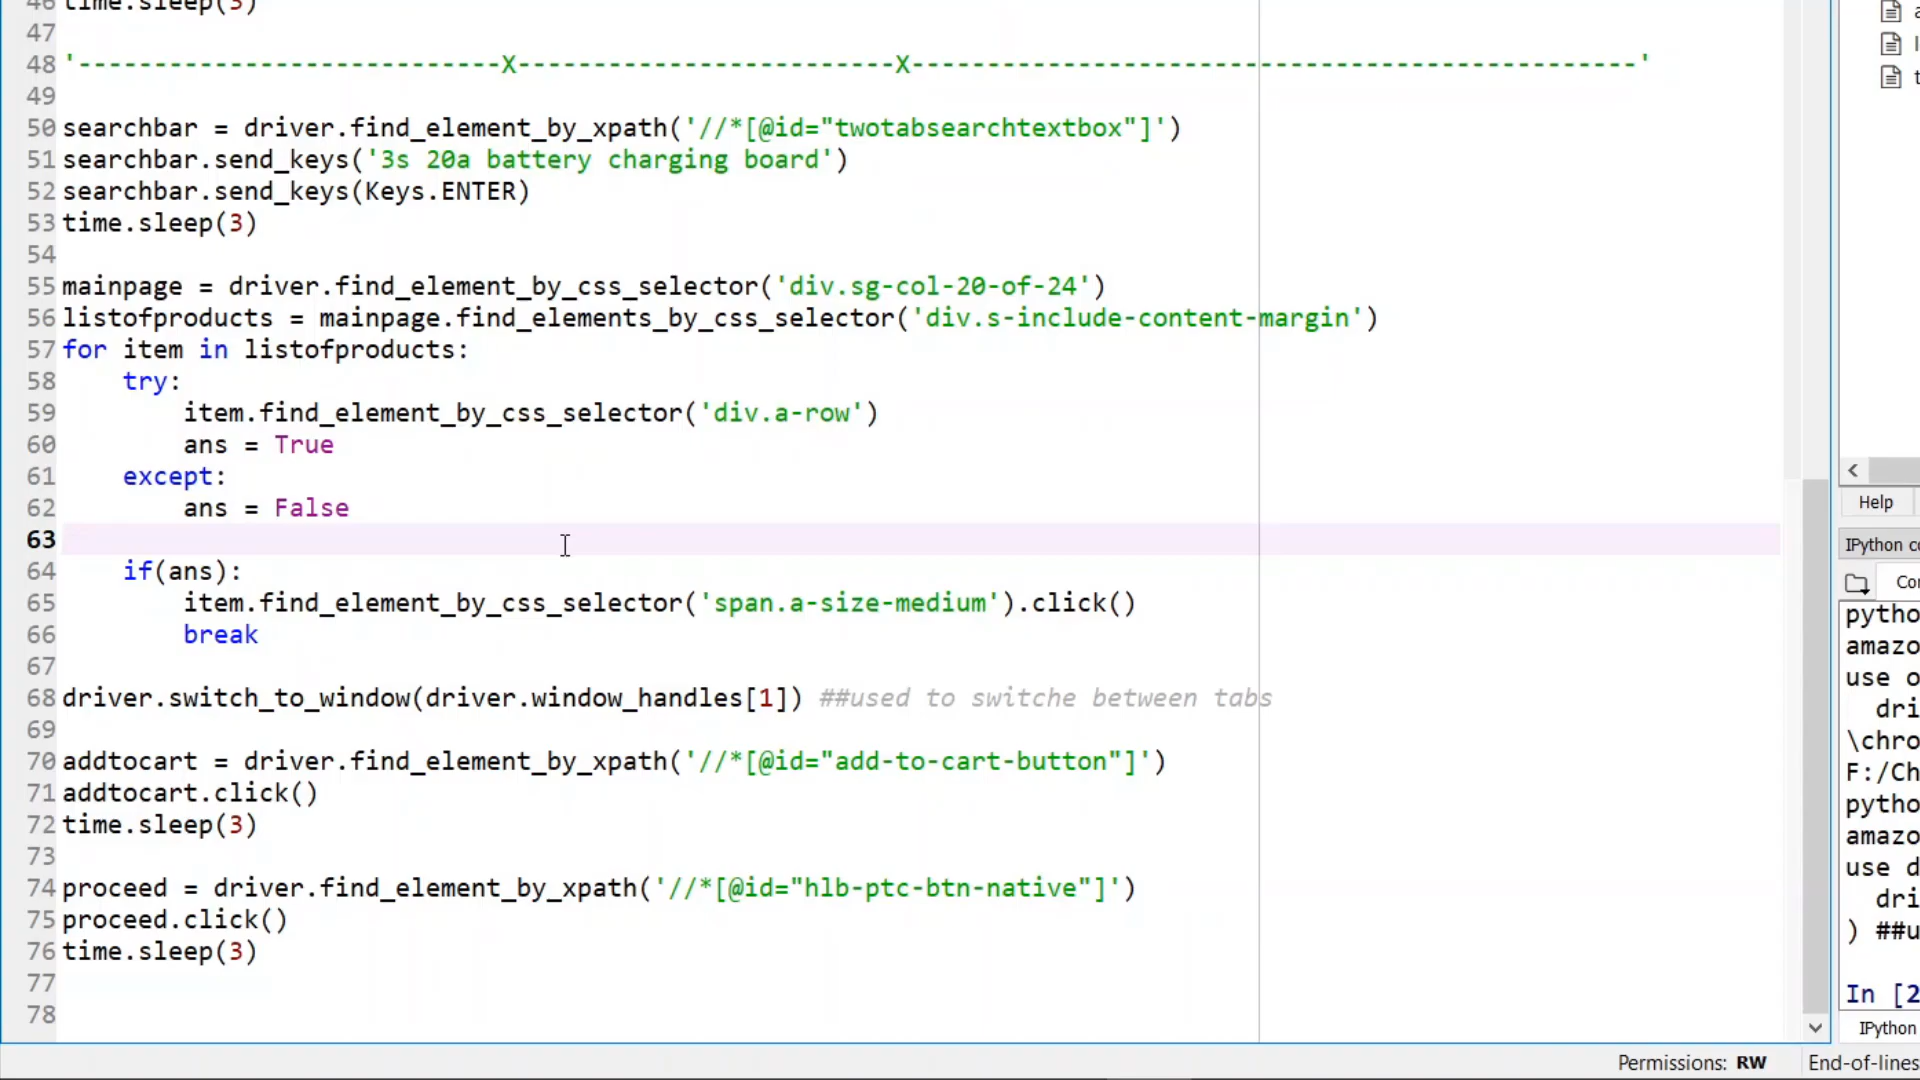 46 time.sleep(3)
47
48 '----------------------------X-------------------------X----------------------------------------------'
49
50 searchbar = driver.find_element_by_xpath('//*[@id="twotabsearchtextbox"]')
51 searchbar.send_keys('3s 20a battery charging board')
52 searchbar.send_keys(Keys.ENTER)
53 time.sleep(3)
54
55 mainpage = driver.find_element_by_css_selector('div.sg-col-20-of-24')
56 listofproducts = mainpage.find_elements_by_css_selector('div.s-include-content-margin')
57 for item in listofproducts:
58     try:
59         item.find_element_by_css_selector('div.a-row')
60         ans = True
61     except:
62         ans = False
63
64     if(ans):
65         item.find_element_by_css_selector('span.a-size-medium').click()
66         break
67
68 driver.switch_to_window(driver.window_handles[1]) ##used to switche between tabs
69
70 addtocart = driver.find_element_by_xpath('//*[@id="add-to-cart-button"]')
71 addtocart.click()
72 time.sleep(3)
73
74 proceed = driver.find_element_by_xpath('//*[@id="hlb-ptc-btn-native"]')
75 proceed.click()
76 time.sleep(3)
77
78
Help
IPython co
Con
pytho
amazo
use o
dri
\chro
F:/Ch
pytho
amazo
use d
dri
) ##u
In [2
IPython
Permissions: RW
End-of-lines